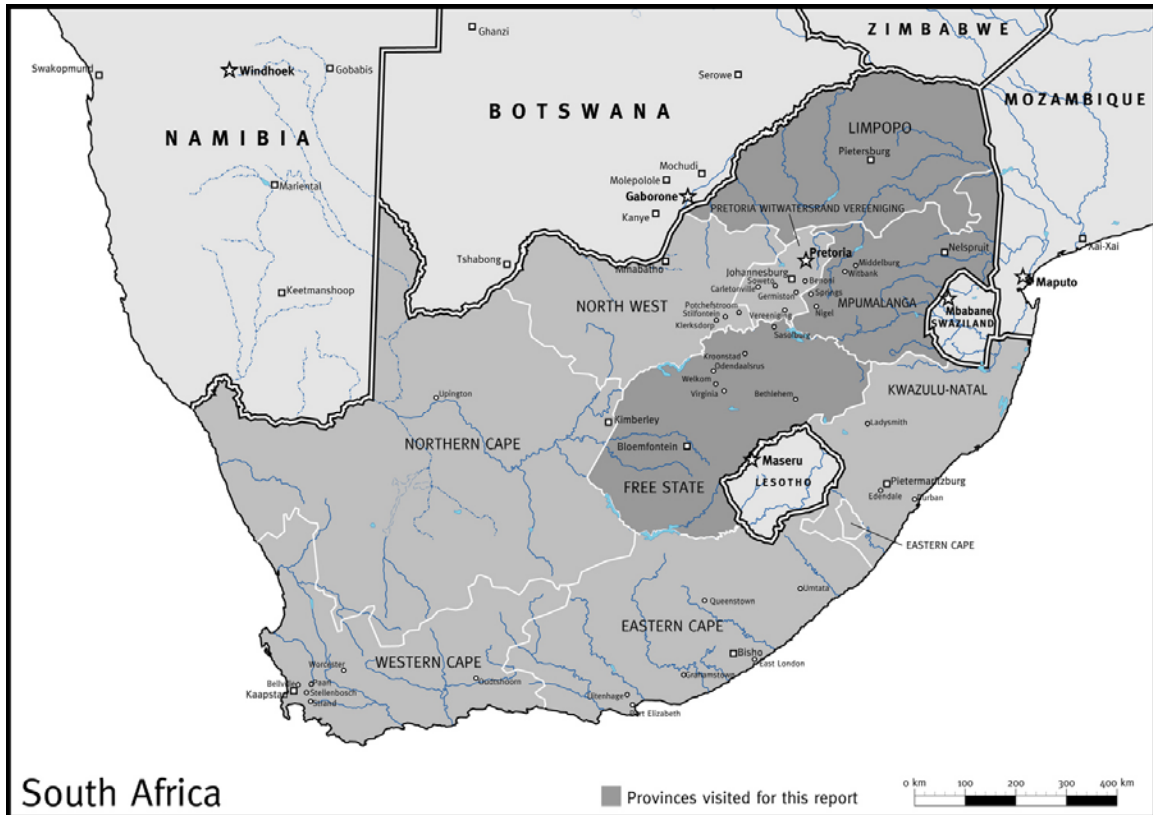 ZIMBABWE
Ghanzi
Swakopmund
Windhoek
Gobabis
Serowe
BOTSWANA
MOZAMBIQUE
NAMIBIA
LIMPOPO
Pietersburg
Mochudi
Molepolole
Mariental
Gaborone
PRETORIA WITWATERSRAND VEREENIGING
Kanye
Xai-Xai
Nelspruit
Pretoria
Tshabong
Mmabatho
Middelburg
Witbank
Johannesburg
Benoni
Maputo
Soweto
Carletonville
Keetmanshoop
Germiston
Springs
MPUMALANGA
NORTH WEST
Potchefstroom
Mbabane
Stilfontein
Vereeniging
Nigel
SWAZILAND
Klerksdorp
Sasolburg
Kroonstad
Odendaalsrus
Welkom
KWAZULU-NATAL
Virginia
Bethlehem
Upington
Kimberley
Ladysmith
NORTHERN CAPE
Bloemfontein
Maseru
LESOTHO
FREE STATE
Pietermaritzburg
Edendale
Durban
EASTERN CAPE
Umtata
Queenstown
EASTERN CAPE
Bisho
East London
WESTERN CAPE
Worcester
Grahamstown
Oudtshoorn
Bellville
Paarl
Kaapstad
Stellenbosch
Uitenhage
Strand
Port Elizabeth
South Africa
Provinces visited for this report
0 km 100 200 300 400 km